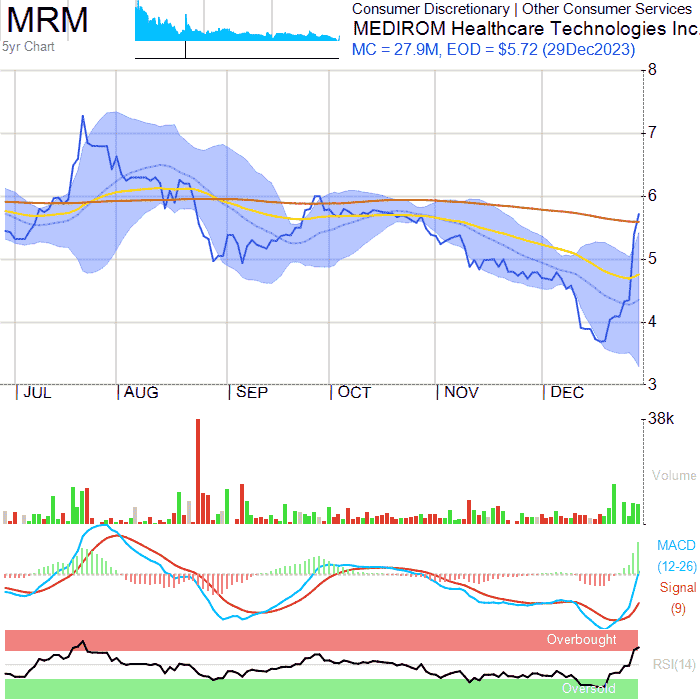 MRM
5yr Chart
Consumer Discretionary | Other Consumer Services
MEDIROM Healthcare Technologies Inc.
MC = 27.9M, EOD = $5.72 (29Dec2023)
8
7
6
5
4
3
JUL
AUG
SEP
OCT
NOV
DEC
38k
Volume
MACD
(12-26)
Signal
(9)
Overbought
RSI(14)
Oversold